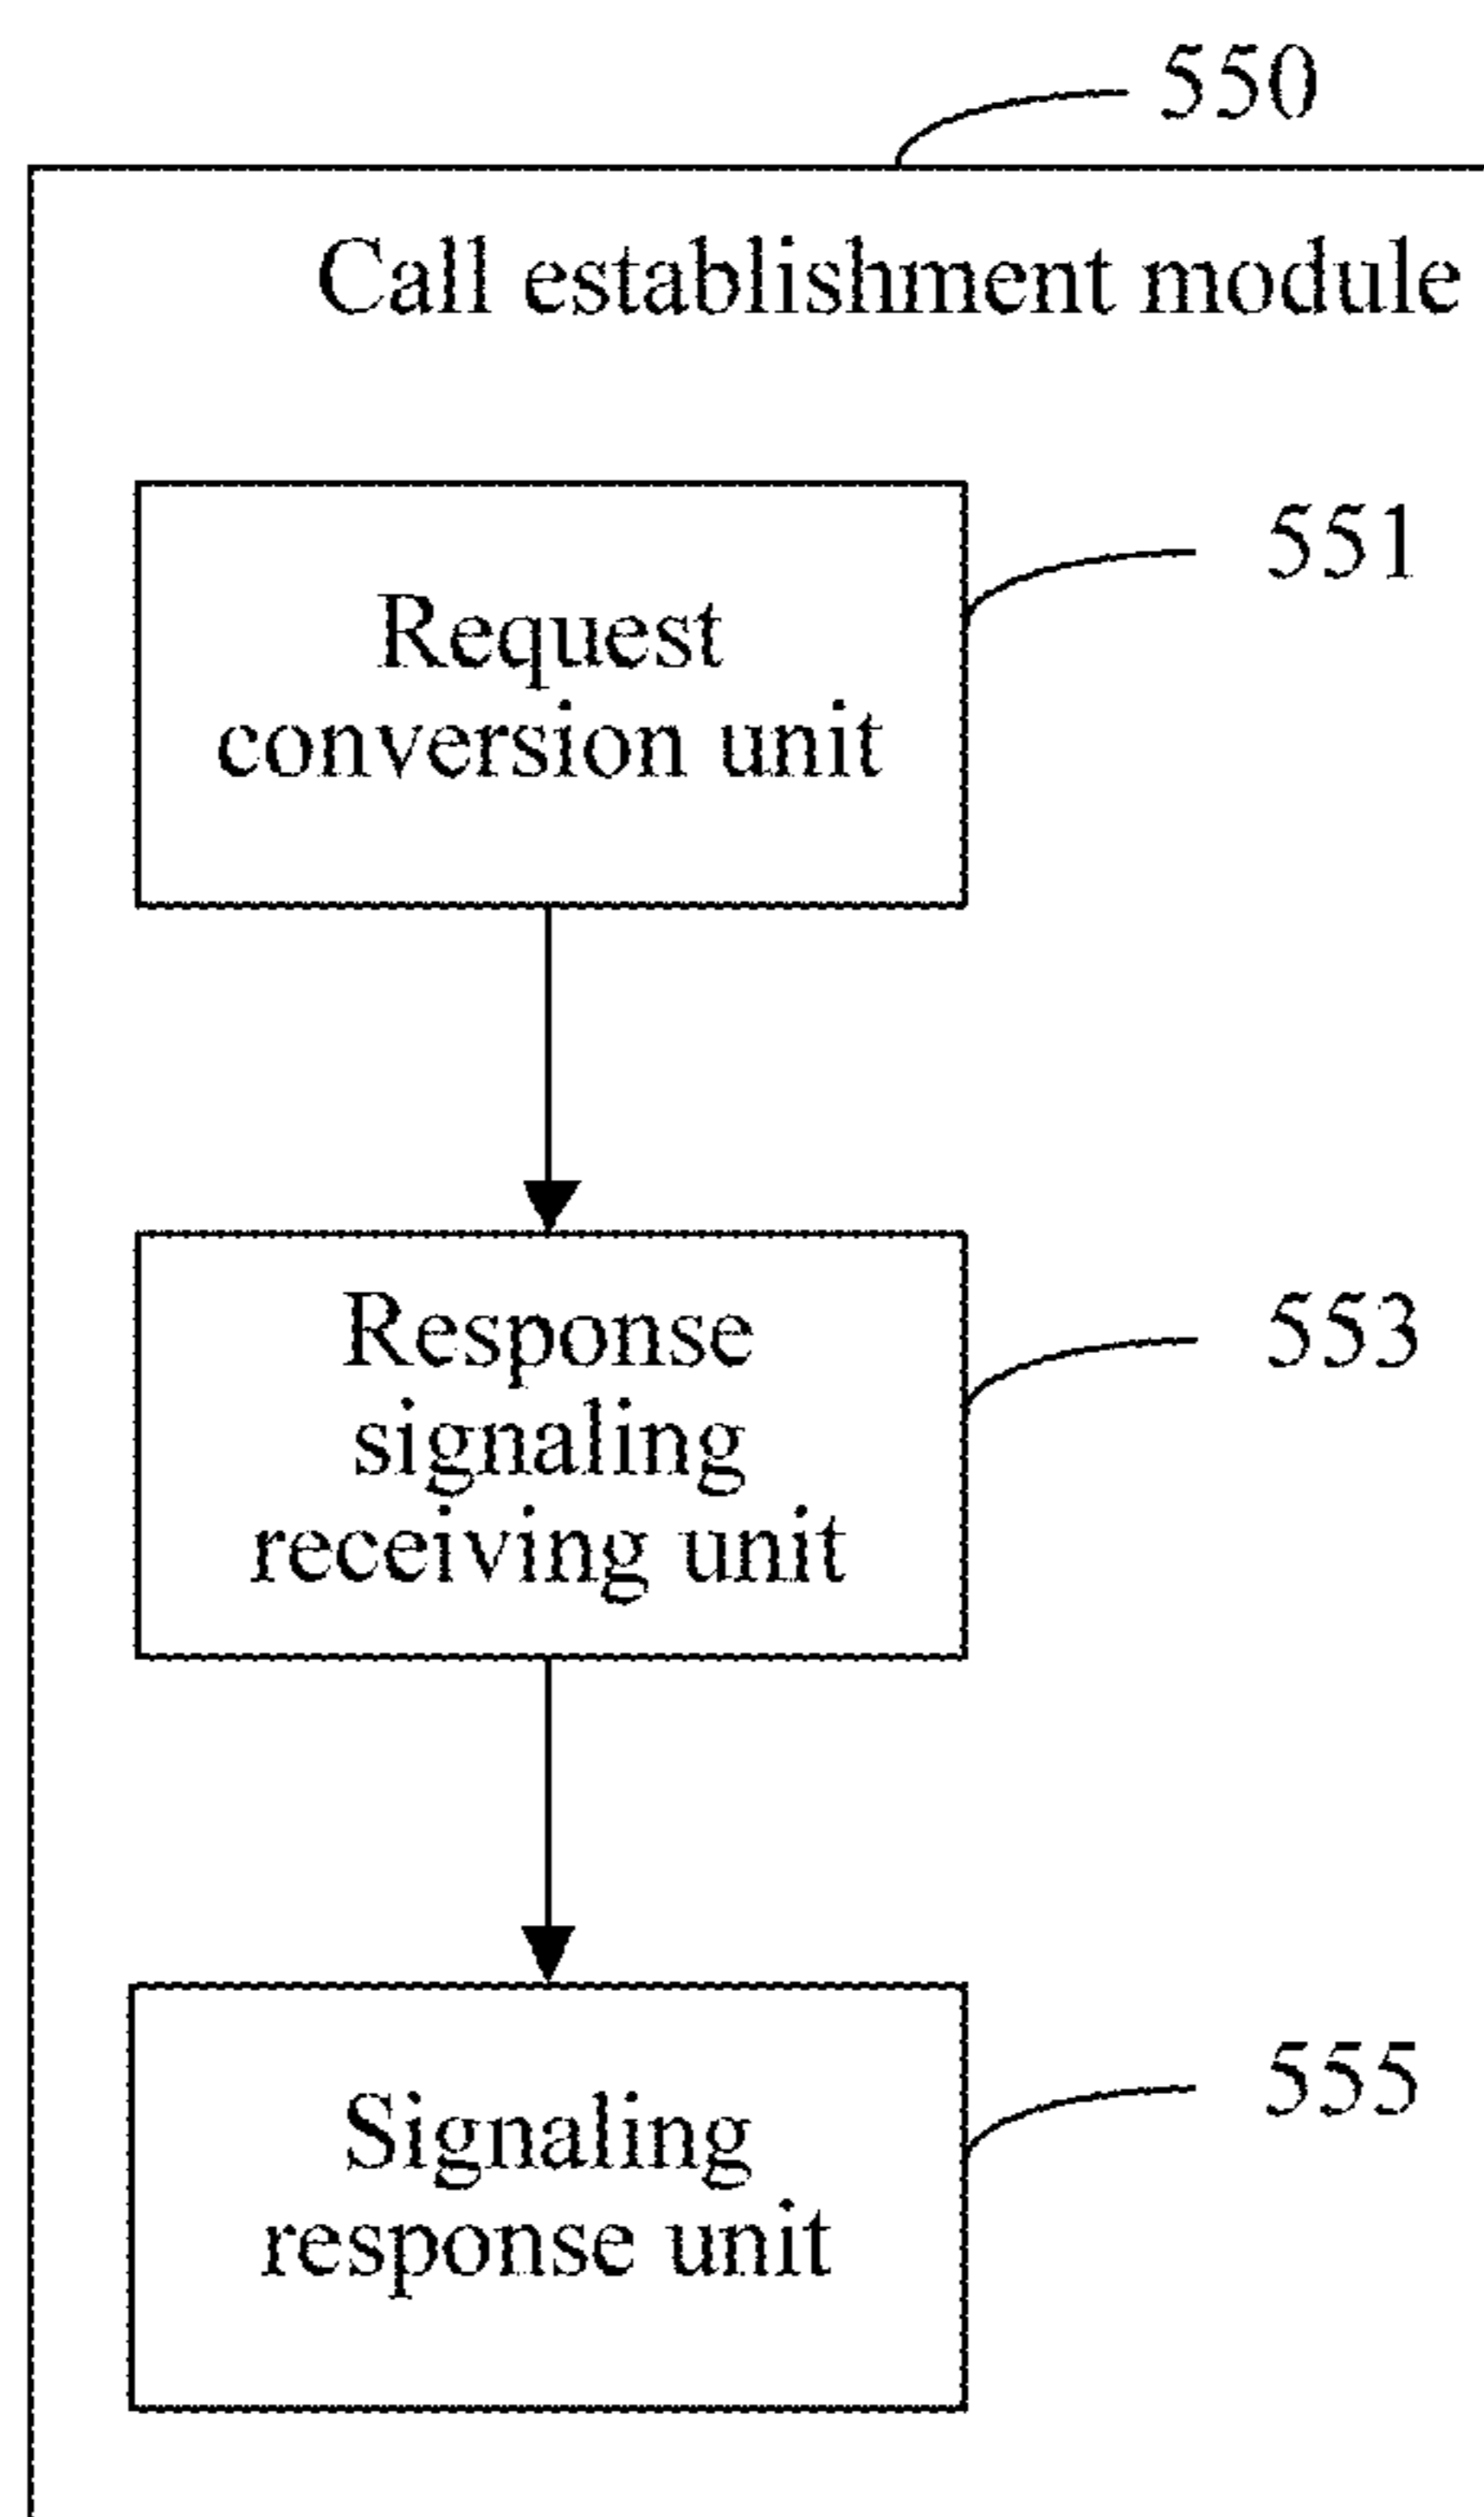 550
Call establishment module
551
Request
conversion unit
553
Response
signaling
receiving unit
555
Signaling
response unit